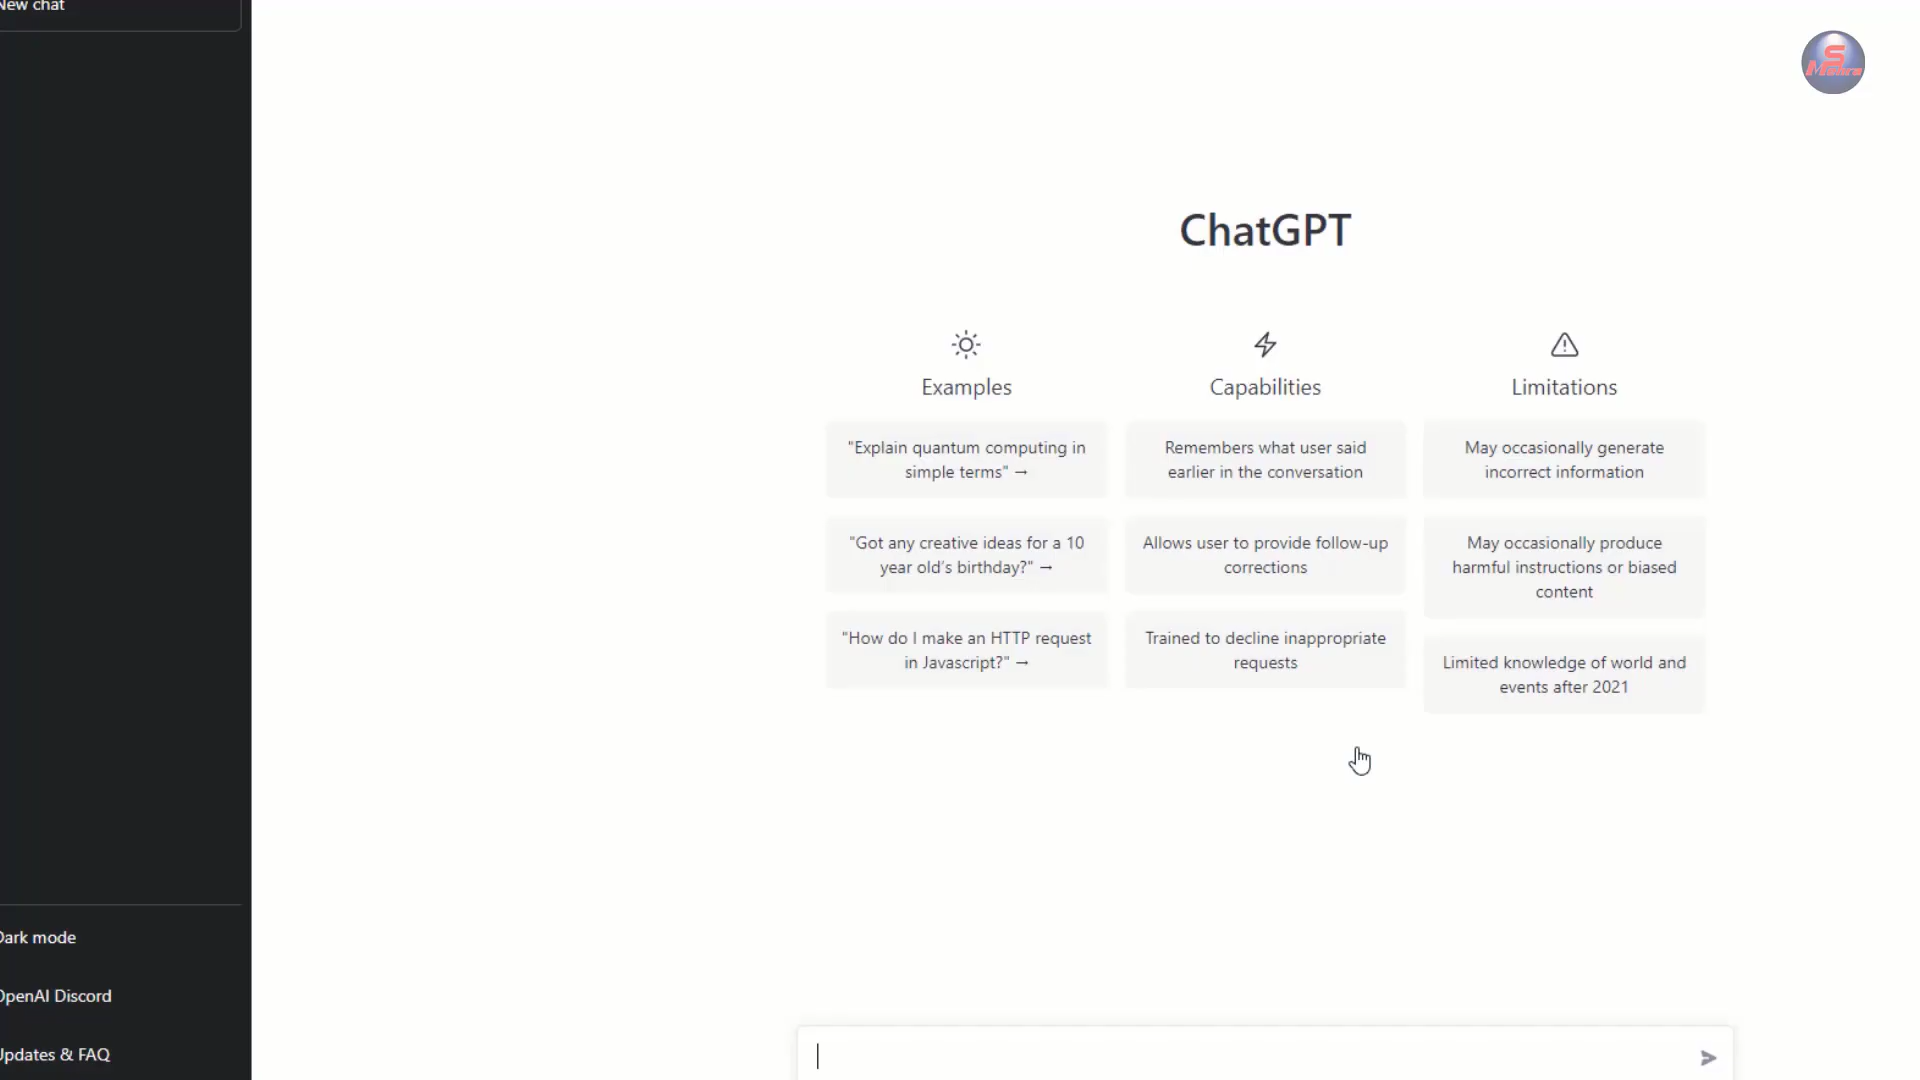 New chat
S
Mantra
ChatGPT
Examples
Capabilities
Limitations
"Explain quantum computing in
simple terms" →
"Got any creative ideas for a 10
year old's birthday?" →
"How do I make an HTTP request
in Javascript?" →
Remembers what user said
earlier in the conversation
Allows user to provide follow-up
corrections
Trained to decline inappropriate
requests
May occasionally generate
incorrect information
May occasionally produce
harmful instructions or biased
content
Limited knowledge of world and
events after 2021
Dark mode
OpenAI Discord
Updates & FAQ